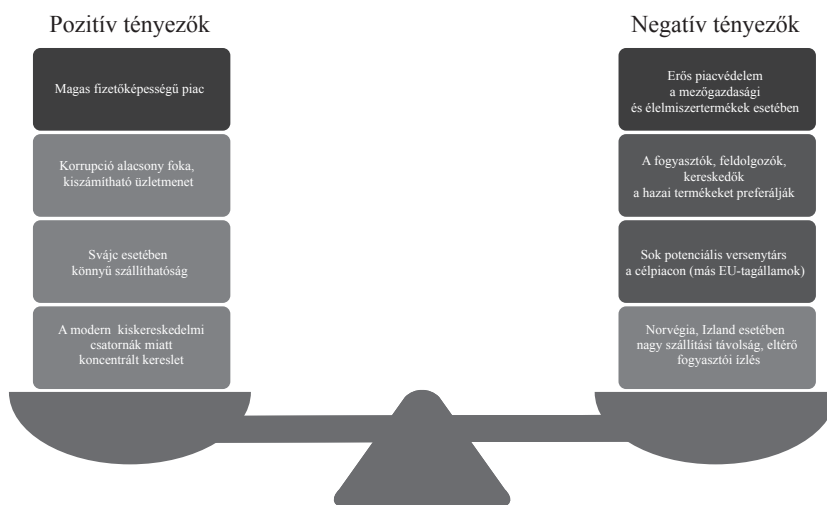 Pozitív tényezők
Magas fizetőképességű piac
Korrupció alacsony foka,
kiszámítható üzletmenet
Svájc esetében
könnyű szállíthatóság
A modern kiskereskedelmi
csatornák miatt
koncentrált kereslet
Negatív tényezők
Erős piacvédelem
a mezőgazdasági
és élelmiszertermékek esetében
A fogyasztók, feldolgozók,
kereskedők
a hazai termékeket preferálják
Sok potenciális versenytárs
a célpiacon (más EU-tagállamok)
Norvégia, Izland esetében
nagy szállítási távolság, eltérő
fogyasztói ízlés